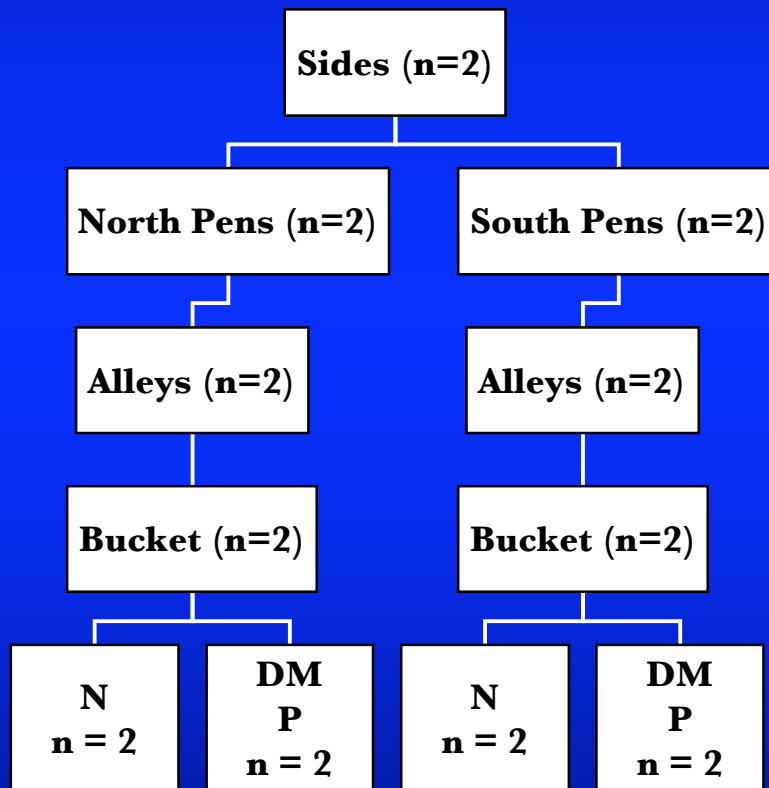 Sides (n=2)
North Pens (n=2)
South Pens (n=2)
Alleys (n=2)
Alleys (n=2)
Bucket (n=2)
Bucket (n=2)
N
n = 2
DM
P
n = 2
N
n = 2
DM
P
n = 2